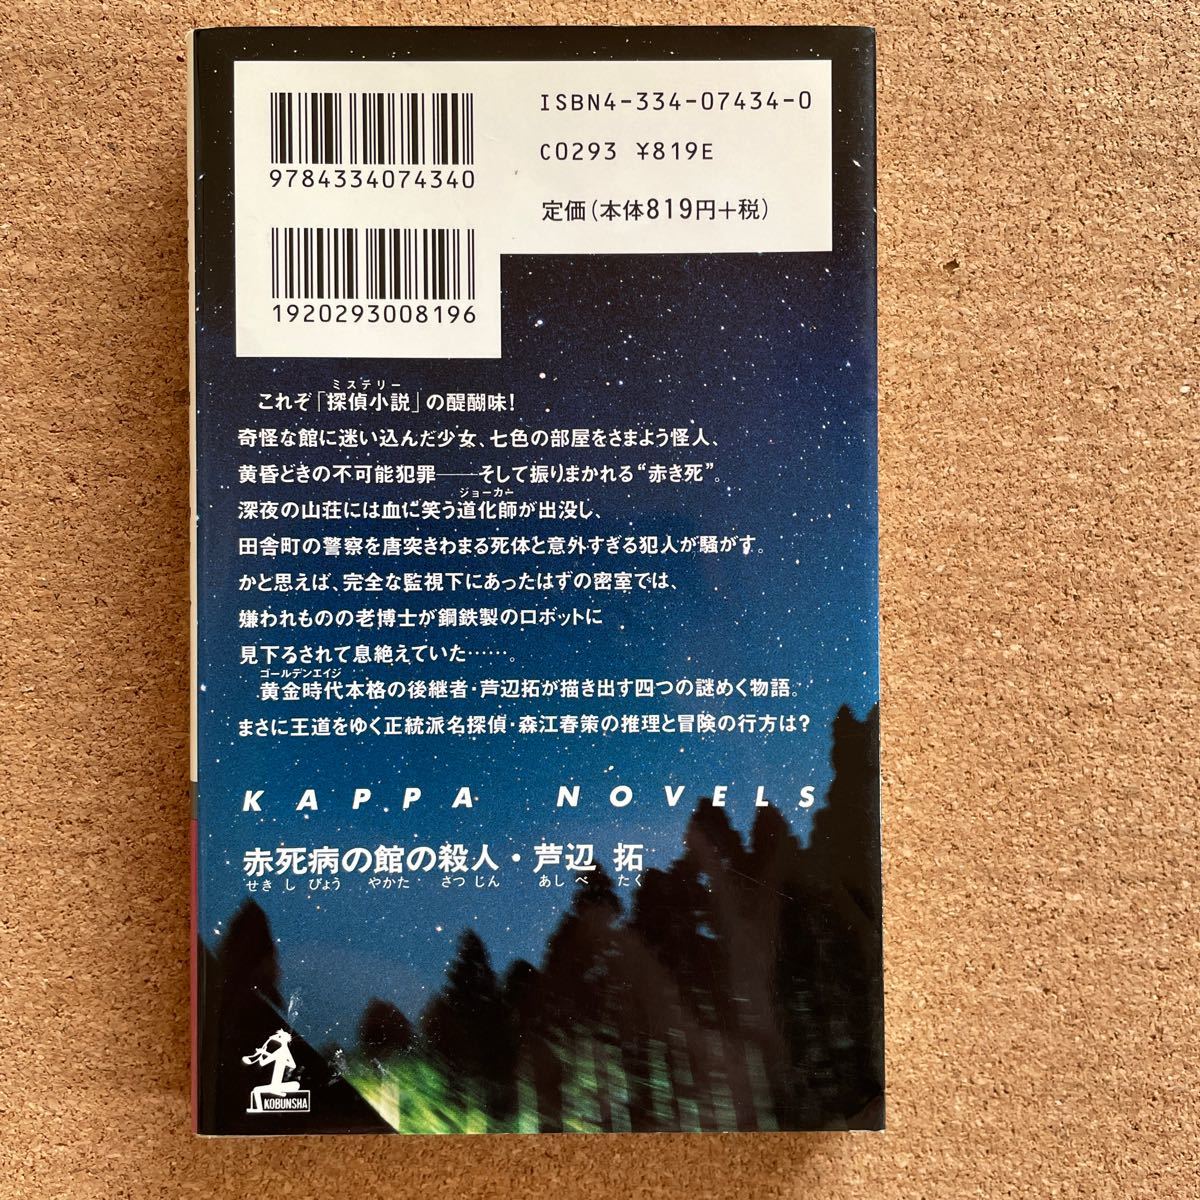 ISBN4-334-07434-0
9784334074340
C0293 ¥819E
定価(本体819円+税)
1920293008196
ミステリー
これぞ「探偵小説」の醍醐味!
奇怪な館に迷い込んだ少女、七色の部屋をさまよう怪人、
黄昏どきの不可能犯罪――そして振りまかれる“赤き死”。
ジョーカー
深夜の山荘には血に笑う道化師が出没し、
田舎町の警察を唐突きわまる死体と意外すぎる犯人が騒がす。
かと思えば、完全な監視下にあったはずの密室では、
嫌われものの老博士が鋼鉄製のロボットに
見下ろされて息絶えていた……。
ゴールデンエイジ
黄金時代本格の後継者・芦辺拓が描き出す四つの謎めく物語。
まさに王道をゆく正統派名探偵・森江春策の推理と冒険の行方は?
KAPPA NOVELS
赤死病の館の殺人・芦辺 拓
せき し びょう やかた さつ じん あし べ たく
KOBUNSHA